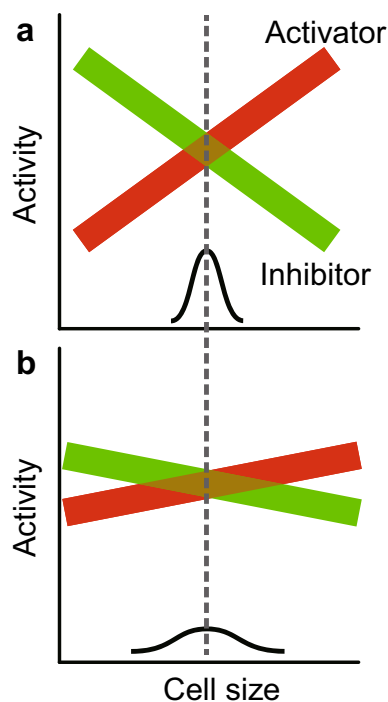 a
Activator
Activity
Inhibitor
b
Activity
Cell size